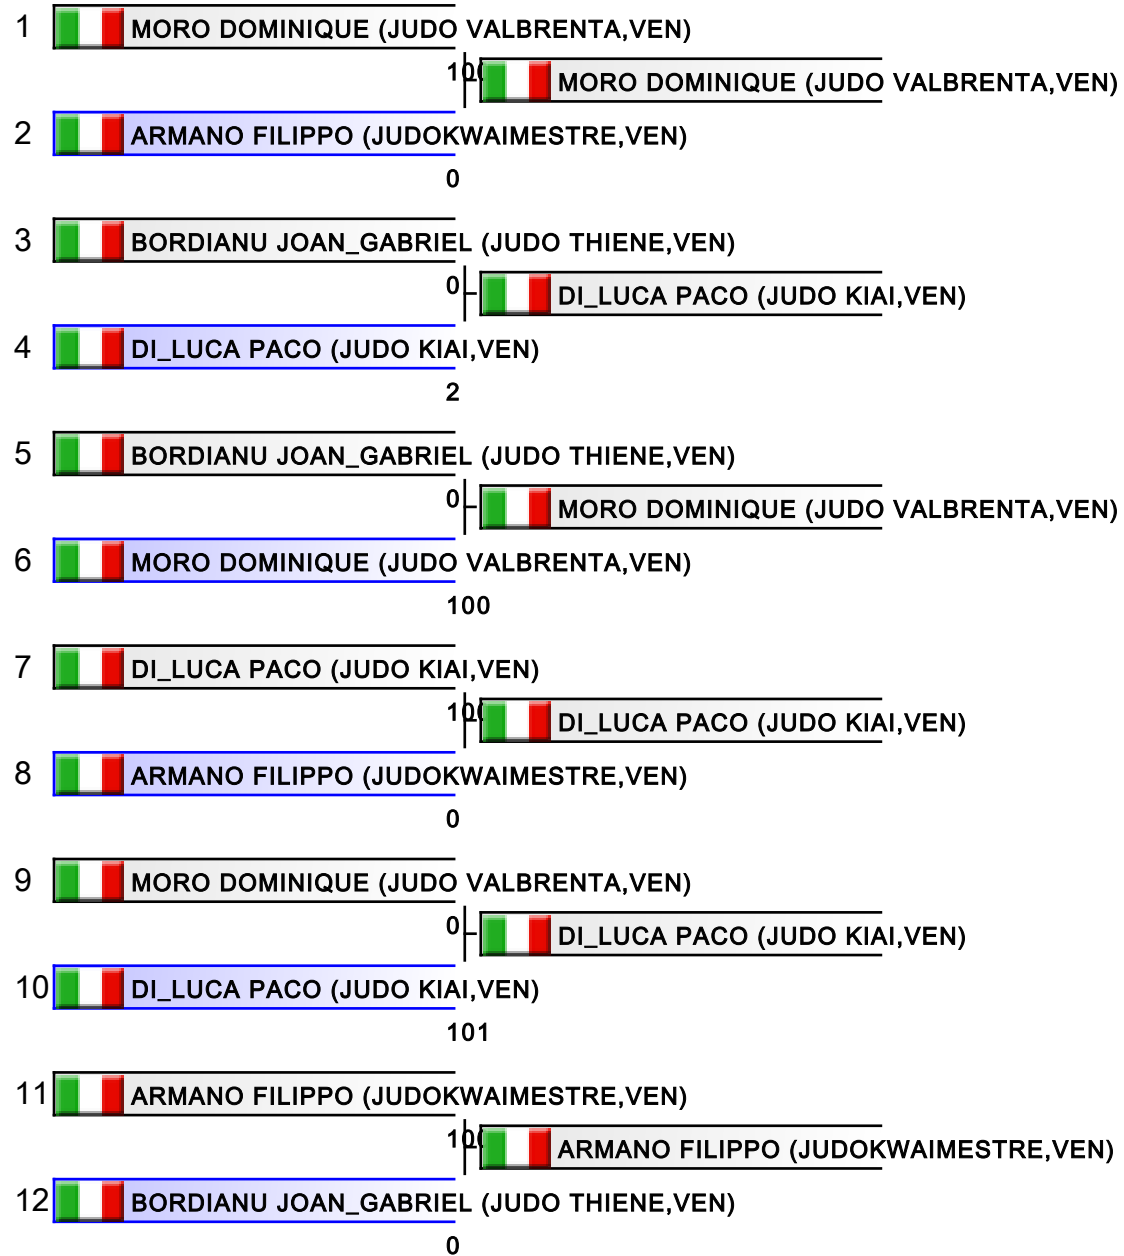 1 MORO DOMINIQUE (JUDO VALBRENTA,VEN)
100 MORO DOMINIQUE (JUDO VALBRENTA,VEN)
2 ARMANO FILIPPO (JUDOKWAIMESTRE,VEN)
0
3 BORDIANU JOAN_GABRIEL (JUDO THIENE,VEN)
0 DI_LUCA PACO (JUDO KIAI,VEN)
4 DI_LUCA PACO (JUDO KIAI,VEN)
2
5 BORDIANU JOAN_GABRIEL (JUDO THIENE,VEN)
0 MORO DOMINIQUE (JUDO VALBRENTA,VEN)
6 MORO DOMINIQUE (JUDO VALBRENTA,VEN)
100
7 DI_LUCA PACO (JUDO KIAI,VEN)
100 DI_LUCA PACO (JUDO KIAI,VEN)
8 ARMANO FILIPPO (JUDOKWAIMESTRE,VEN)
0
9 MORO DOMINIQUE (JUDO VALBRENTA,VEN)
0 DI_LUCA PACO (JUDO KIAI,VEN)
10 DI_LUCA PACO (JUDO KIAI,VEN)
101
11 ARMANO FILIPPO (JUDOKWAIMESTRE,VEN)
100 ARMANO FILIPPO (JUDOKWAIMESTRE,VEN)
12 BORDIANU JOAN_GABRIEL (JUDO THIENE,VEN)
0